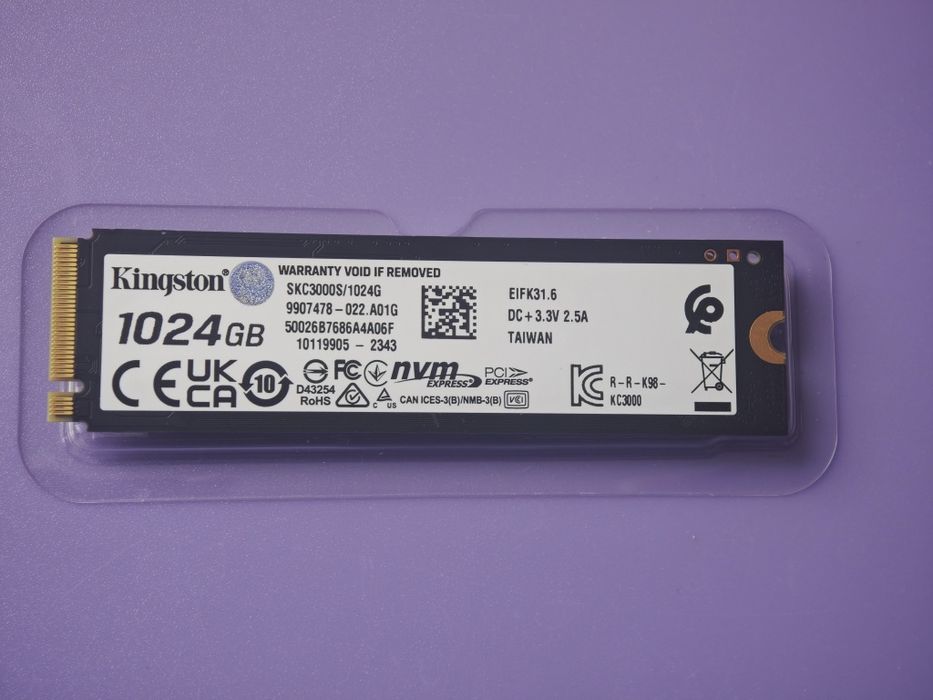 Kingston®
WARRANTY VOID IF REMOVED
SKC3000S/1024G
9907478-022.A01G
50026B7686A4A06F
10119905 - 2343
1024GB
EIFK31.6
DC+3.3V 2.5A
TAIWAN
CE
UK
CA
10
D43254
RoHS
FC
nvm
EXPRESS®
PCI
EXPRESS®
C US
CAN ICES-3(B)/NMB-3(B)
VCI
R-R-K98-
KC3000